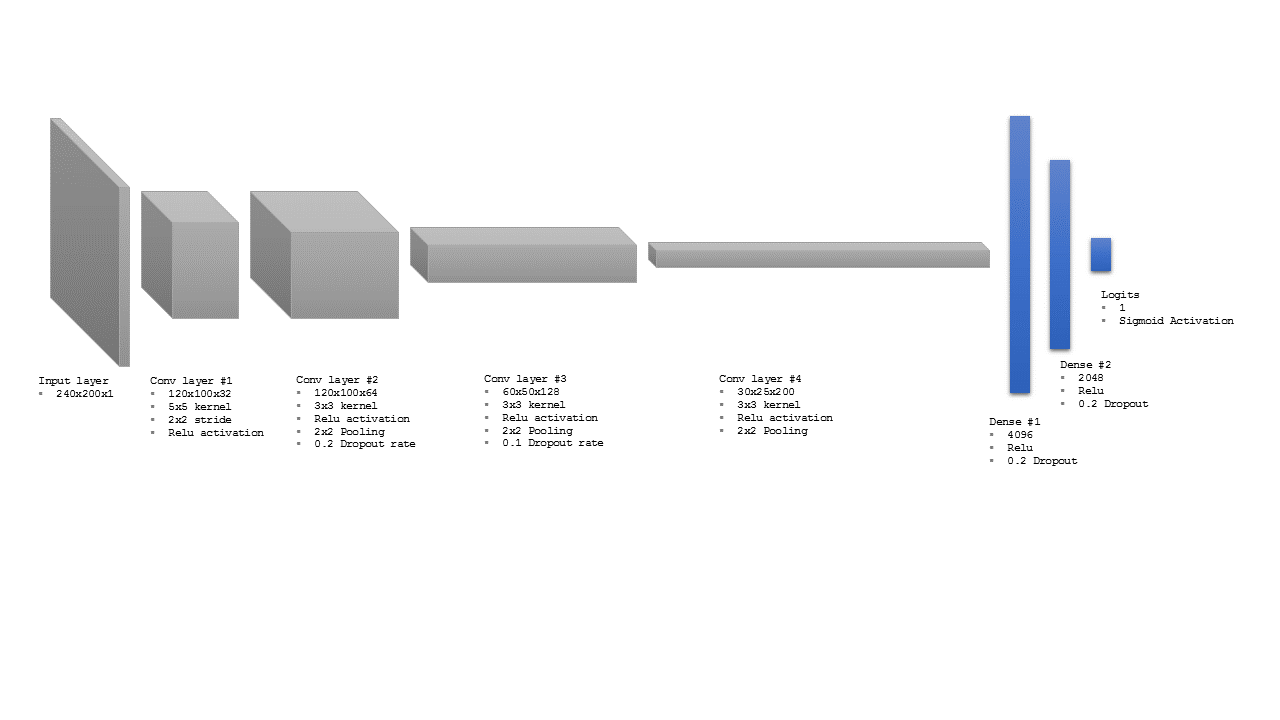 Input layer
▪ 240x200x1
Conv layer #1
▪ 120x100x32
▪ 5x5 kernel
▪ 2x2 stride
▪ Relu activation
Conv layer #2
▪ 120x100x64
▪ 3x3 kernel
▪ Relu activation
▪ 2x2 Pooling
▪ 0.2 Dropout rate
Conv layer #3
▪ 60x50x128
▪ 3x3 kernel
▪ Relu activation
▪ 2x2 Pooling
▪ 0.1 Dropout rate
Conv layer #4
▪ 30x25x200
▪ 3x3 kernel
▪ Relu activation
▪ 2x2 Pooling
Dense #1
▪ 4096
▪ Relu
▪ 0.2 Dropout
Dense #2
▪ 2048
▪ Relu
▪ 0.2 Dropout
Logits
▪ 1
▪ Sigmoid Activation